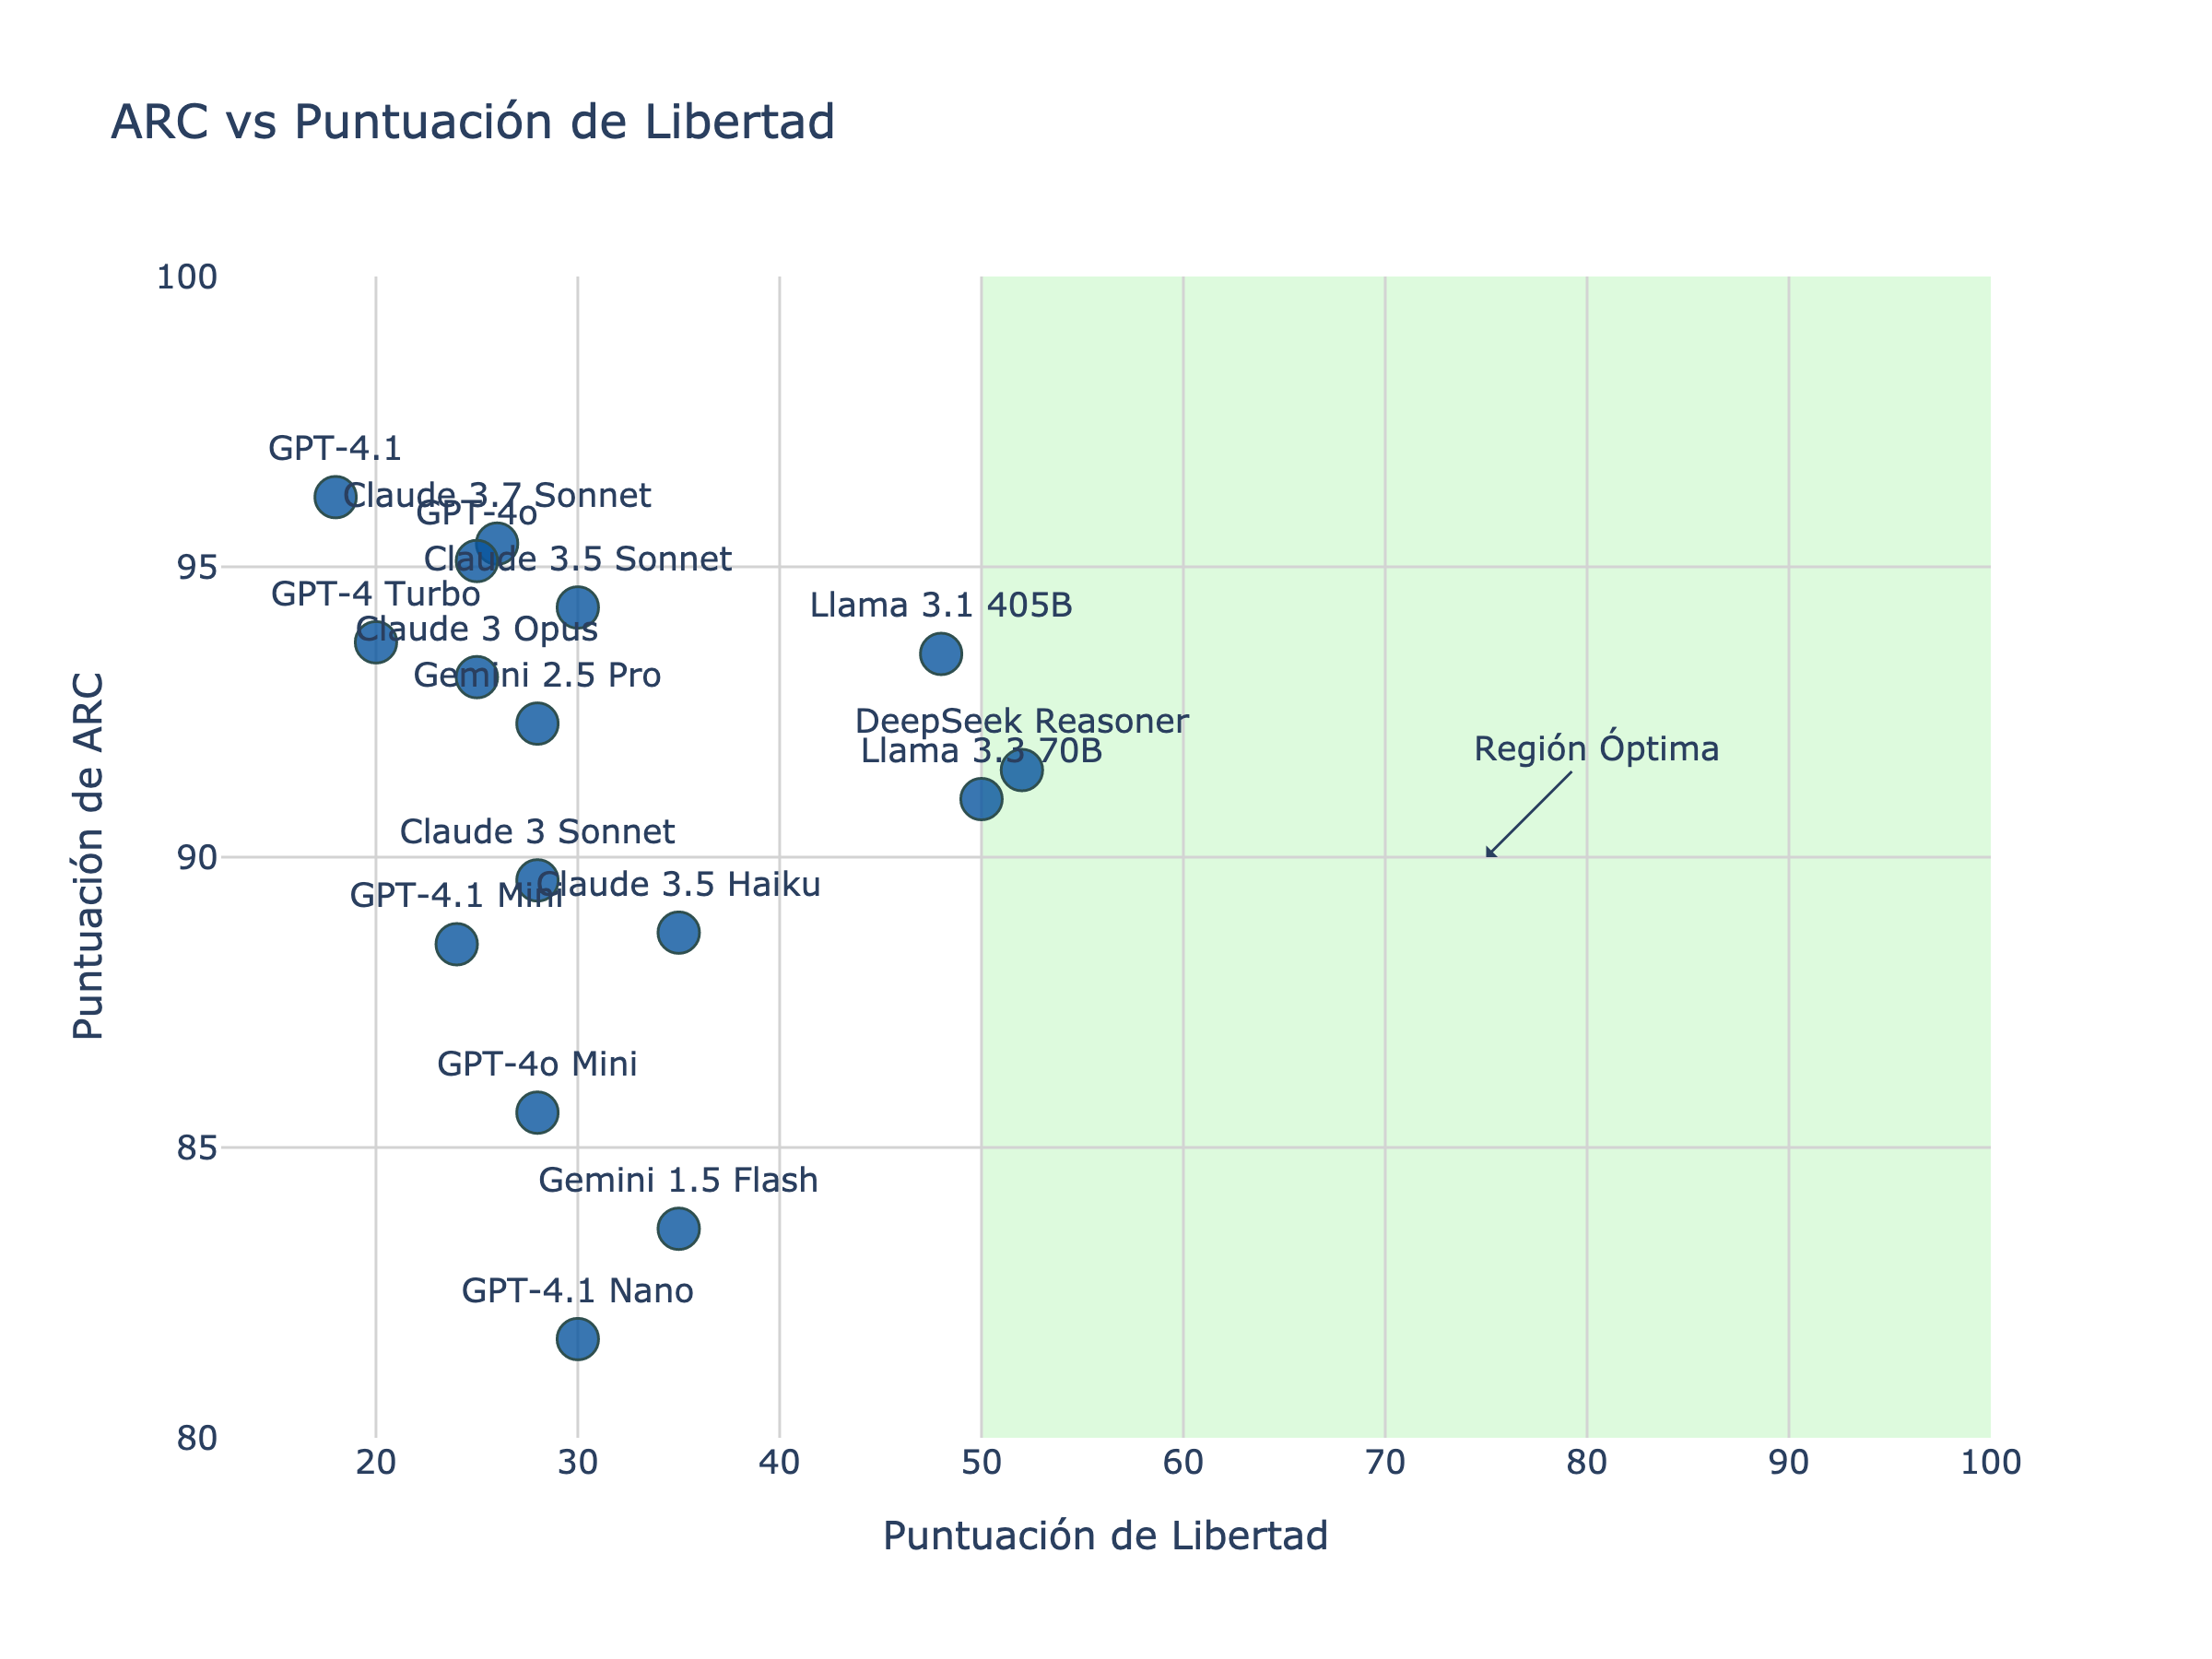 ARC vs Puntuación de Libertad
100
GPT-4.1
Claude 3.7 Sonnet
GPT-4o
Claude 3.5 Sonnet
95
GPT-4 Turbo
Llama 3.1 405B
Claude 3 Opus
Gemini 2.5 Pro
DeepSeek Reasoner
Llama 3.3 70B
Región Óptima
Puntuación de ARC
Claude 3 Sonnet
90
Claude 3.5 Haiku
GPT-4.1 Mini
GPT-4o Mini
85
Gemini 1.5 Flash
GPT-4.1 Nano
80
20 30 40 50 60 70 80 90 100
Puntuación de Libertad